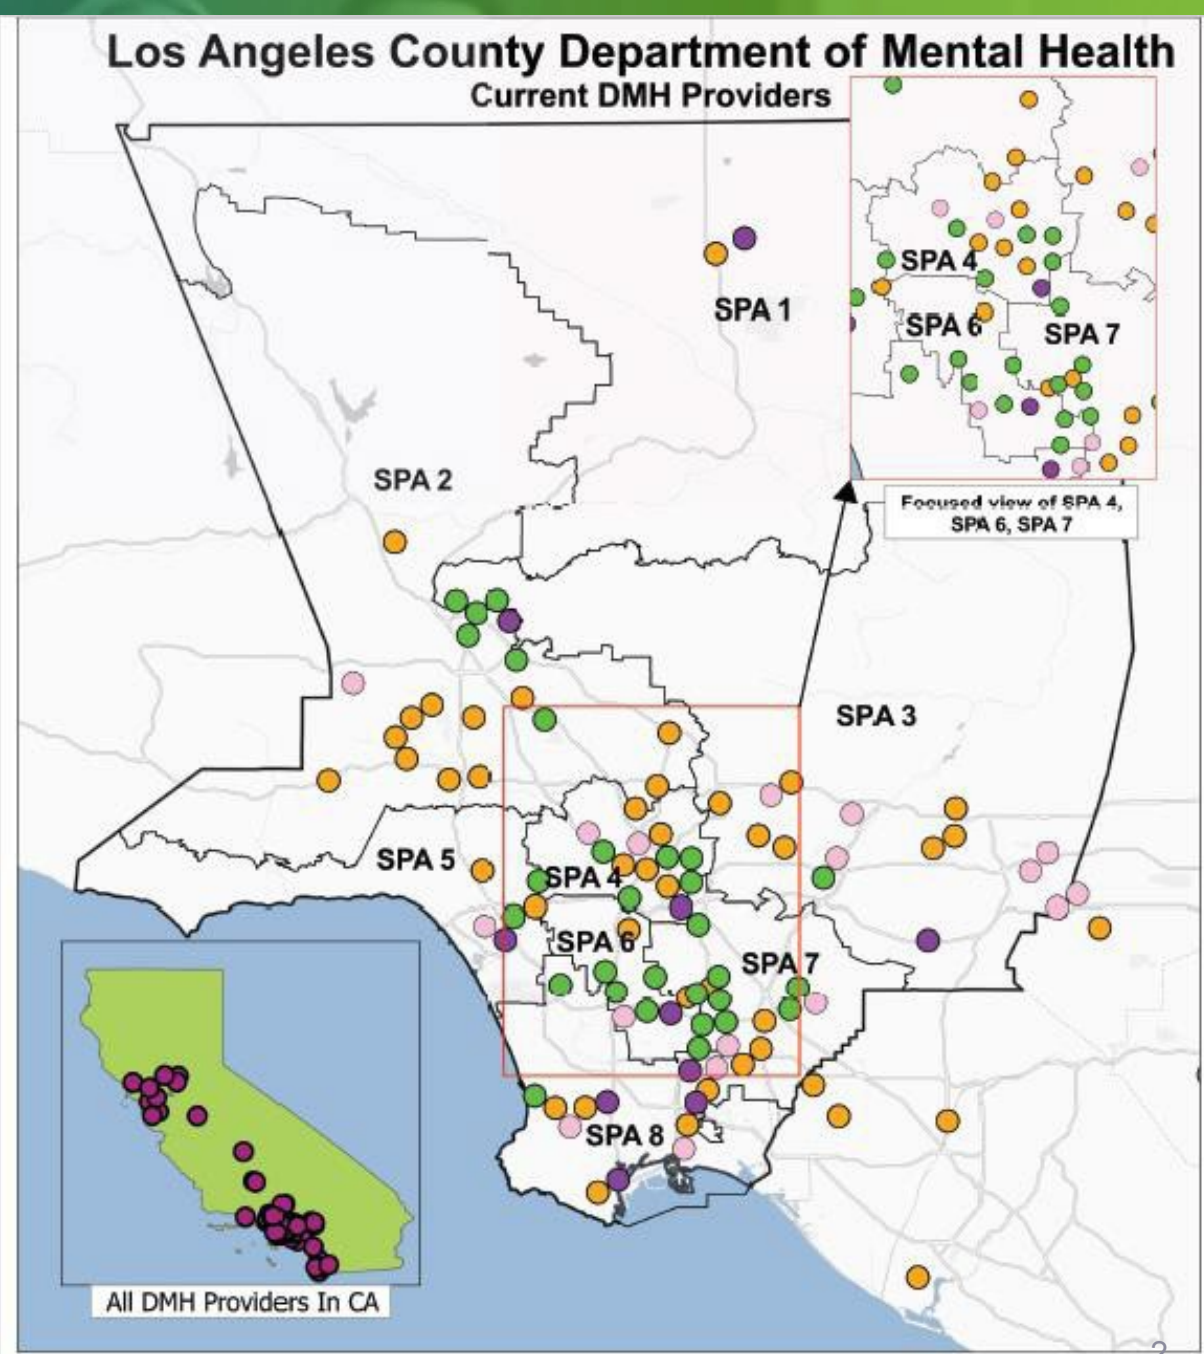 Los Angeles County Department of Mental Health
Current DMH Providers
SPA 4
SPA 6
SPA 7
Focused view of SPA 4,
SPA 6, SPA 7
SPA 1
SPA 2
SPA 3
SPA 5
SPA 4
SPA 6
SPA 7
SPA 8
All DMH Providers In CA